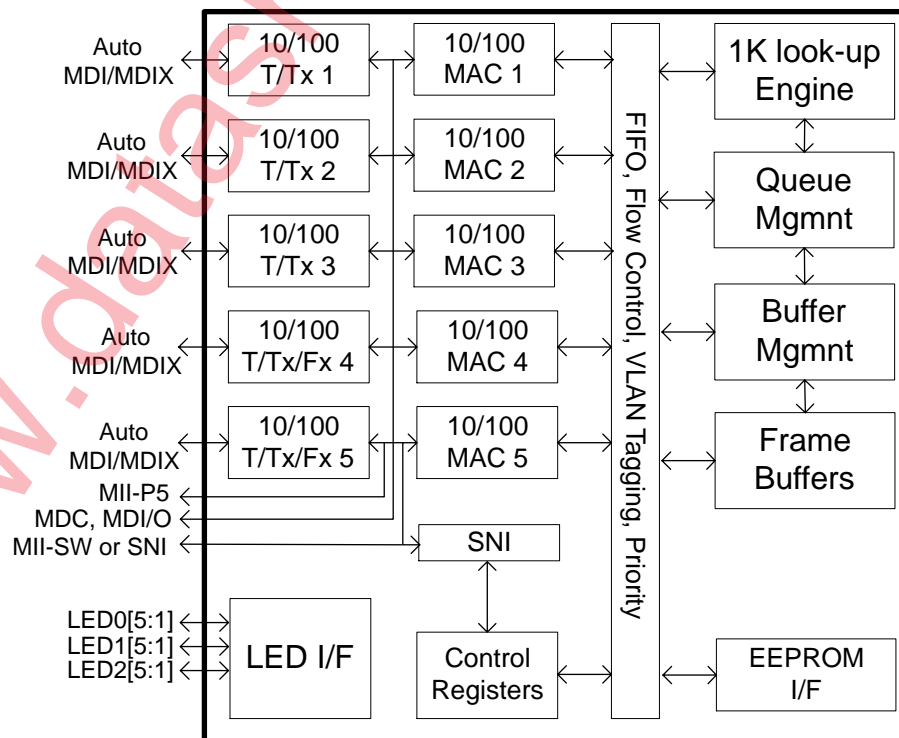 Auto
MDI/MDIX
10/100
T/Tx 1
10/100
MAC 1
1K look-up
Engine
Auto
MDI/MDIX
10/100
T/Tx 2
10/100
MAC 2
Queue
Mgmnt
Auto
MDI/MDIX
10/100
T/Tx 3
10/100
MAC 3
Buffer
Mgmnt
Auto
MDI/MDIX
10/100
T/Tx/Fx 4
10/100
MAC 4
Auto
MDI/MDIX
10/100
T/Tx/Fx 5
10/100
MAC 5
Frame
Buffers
FIFO, Flow Control, VLAN Tagging, Priority
MII-P5
MDC, MDI/O
MII-SW or SNI
SNI
LED0[5:1]
LED1[5:1]
LED2[5:1]
LED I/F
Control
Registers
EEPROM
I/F
w.datas